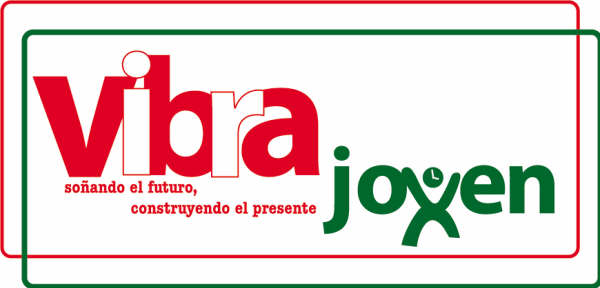 vibra
soñando el futuro,
construyendo el presente
joven